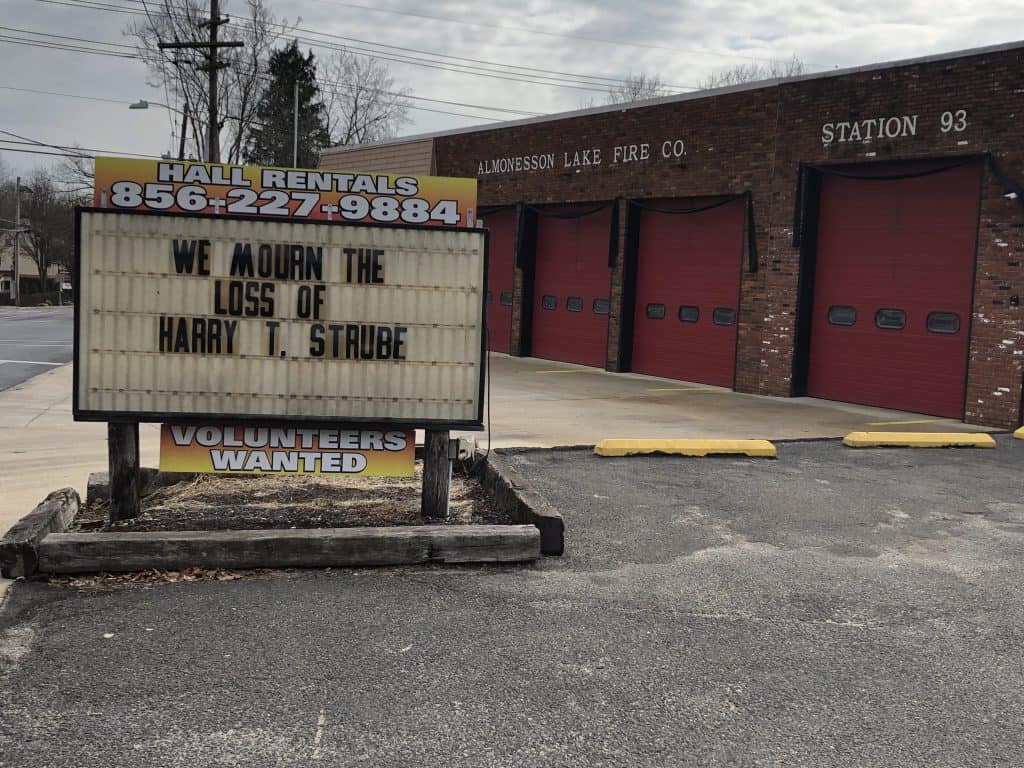 HALL RENTALS
856-227-9884
WE MOURN THE
LOSS OF
HARRY T. STRUBE
VOLUNTEERS
WANTED
ALMONESSON LAKE FIRE CO.
STATION 93